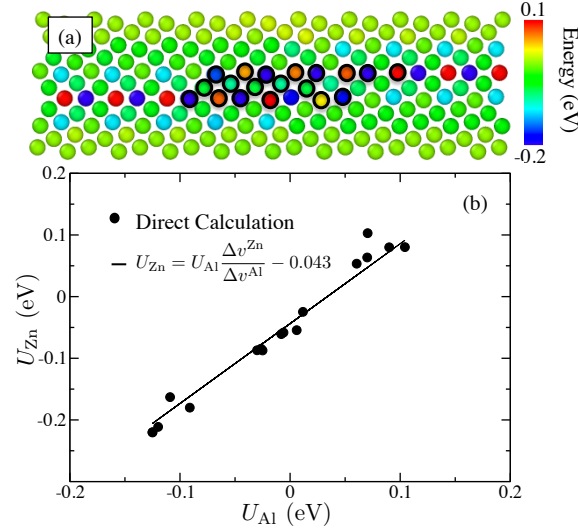 (a)
0.1
Energy (eV)
-0.2
(b)
0.2
0.1
0
-0.1
-0.2
U_Zn (eV)
Direct Calculation
U_Zn = U_Al Δv^Zn/Δv^Al − 0.043
-0.2
-0.1
0
0.1
0.2
U_Al (eV)